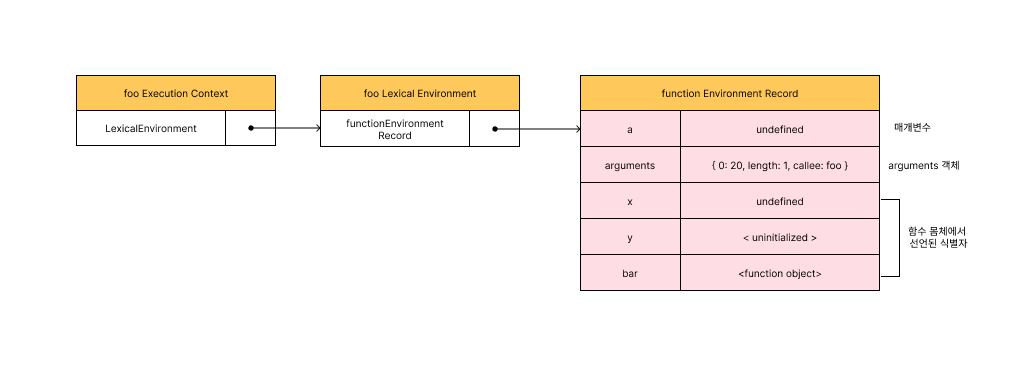 foo Execution Context
LexicalEnvironment
foo Lexical Environment
functionEnvironment
Record
function Environment Record
a
undefined
매개변수
arguments
{ 0: 20, length: 1, callee: foo }
arguments 객체
x
undefined
y
< uninitialized >
bar
<function object>
함수 몸체에서
선언된 식별자